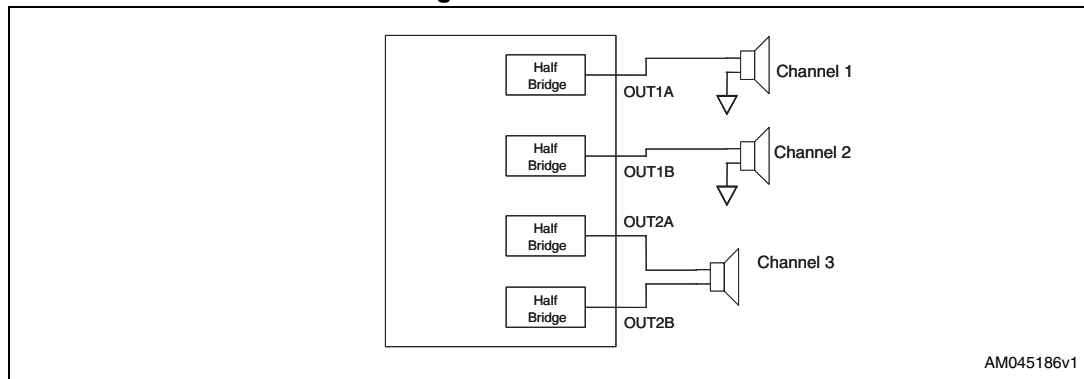 Half
Bridge
OUT1A
Channel 1
Half
Bridge
OUT1B
Channel 2
OUT2A
Half
Bridge
Channel 3
Half
Bridge
OUT2B
AM045186v1